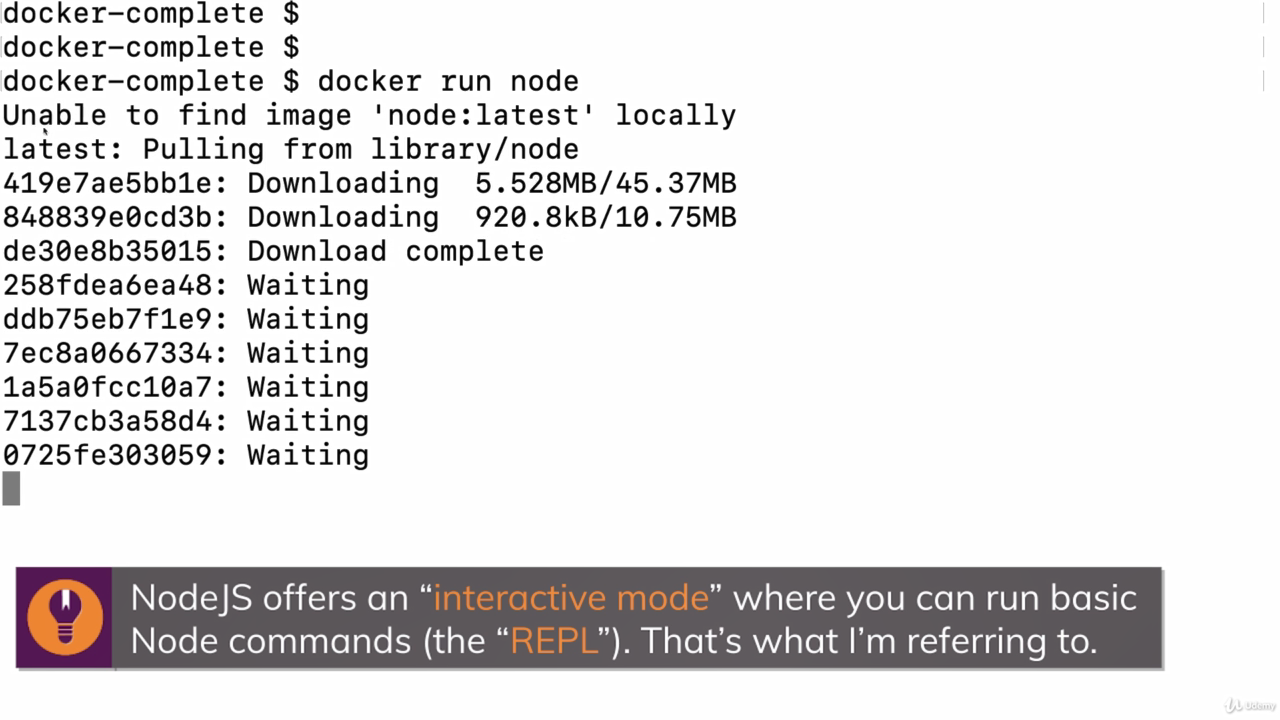 docker-complete $
docker-complete $
docker-complete $ docker run node
Unable to find image 'node:latest' locally
latest: Pulling from library/node
419e7ae5bb1e: Downloading  5.528MB/45.37MB
848839e0cd3b: Downloading  920.8kB/10.75MB
de30e8b35015: Download complete
258fdea6ea48: Waiting
ddb75eb7f1e9: Waiting
7ec8a0667334: Waiting
1a5a0fcc10a7: Waiting
7137cb3a58d4: Waiting
0725fe303059: Waiting
NodeJS offers an “interactive mode” where you can run basic
Node commands (the “REPL”). That’s what I’m referring to.
Udemy